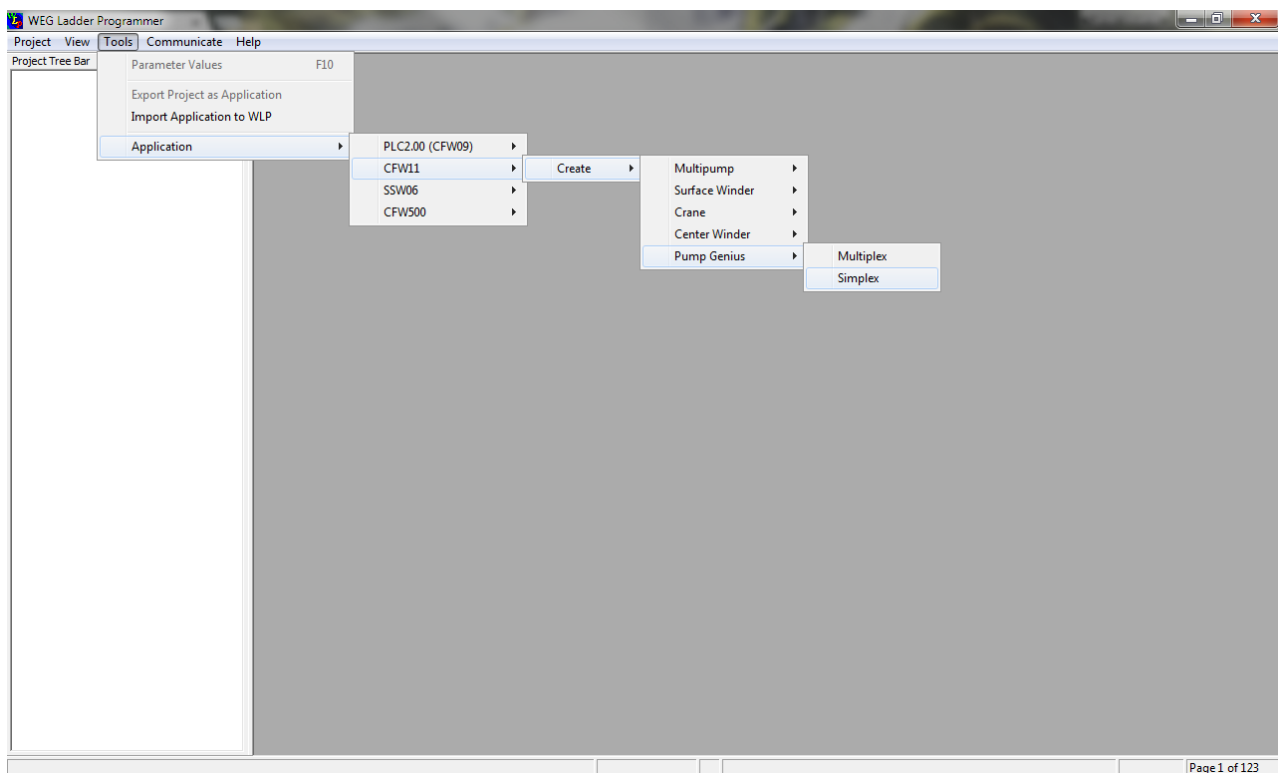 WEG Ladder Programmer
Project View Tools Communicate Help
Project Tree Bar
Parameter Values F10
Export Project as Application
Import Application to WLP
Application
PLC2.00 (CFW09)
CFW11
SSW06
CFW500
Create
Multipump
Surface Winder
Crane
Center Winder
Pump Genius
Multiplex
Simplex
Page 1 of 123